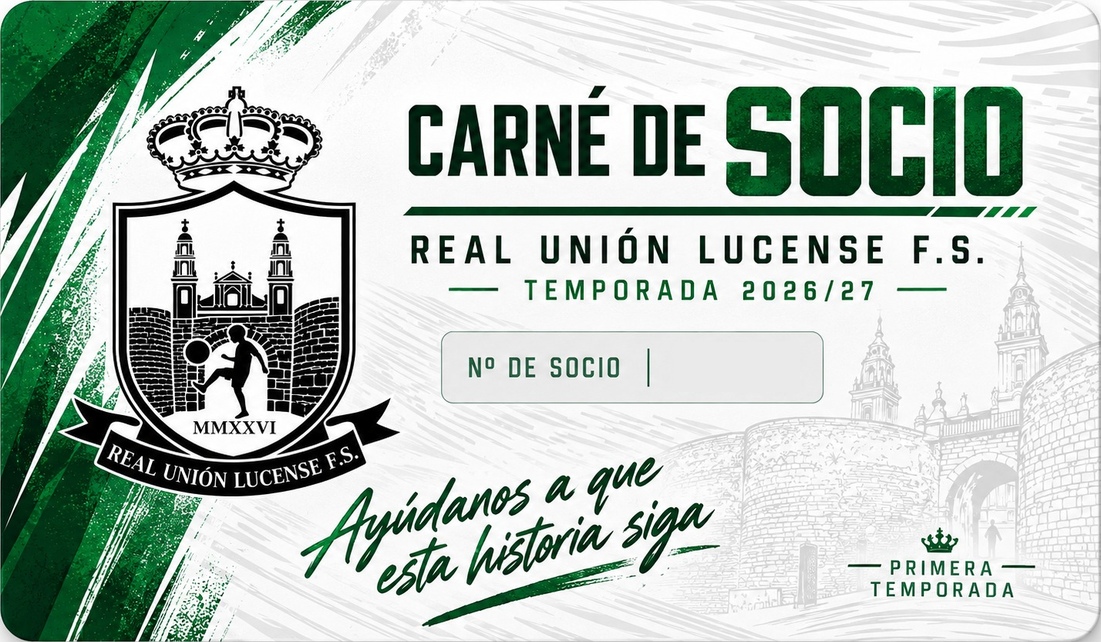 CARNÉ DE SOCIO
REAL UNIÓN LUCENSE F.S.
TEMPORADA 2026/27
Nº DE SOCIO
MMXXVI
REAL UNIÓN LUCENSE F.S.
Ayúdanos a que
esta historia siga
PRIMERA
TEMPORADA